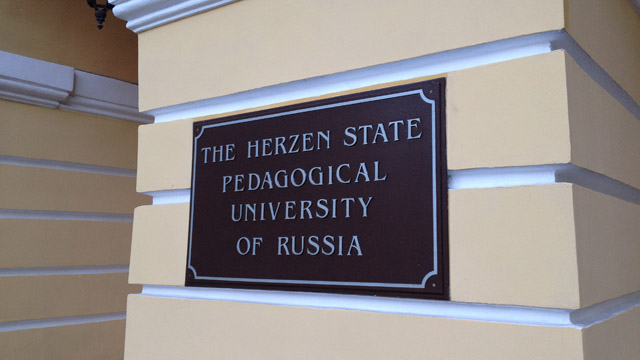 THE HERZEN STATE
PEDAGOGICAL
UNIVERSITY
OF RUSSIA